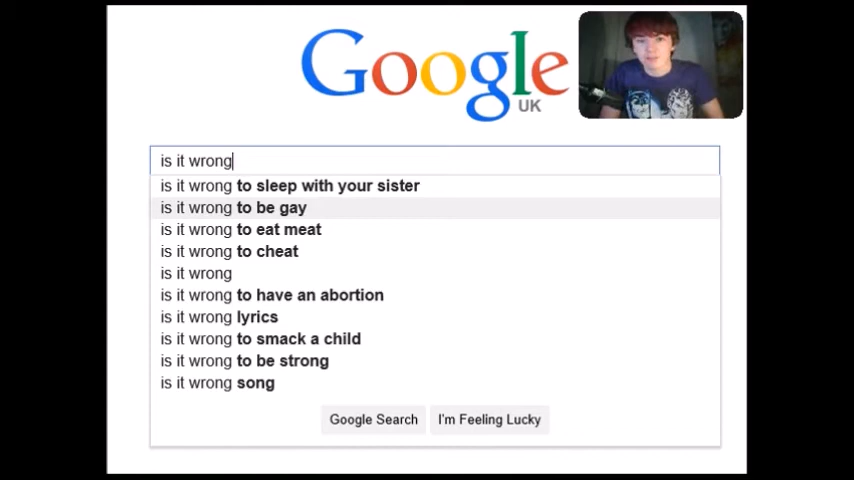 Google
UK
is it wrong
is it wrong to sleep with your sister
is it wrong to be gay
is it wrong to eat meat
is it wrong to cheat
is it wrong
is it wrong to have an abortion
is it wrong lyrics
is it wrong to smack a child
is it wrong to be strong
is it wrong song
Google Search
I'm Feeling Lucky